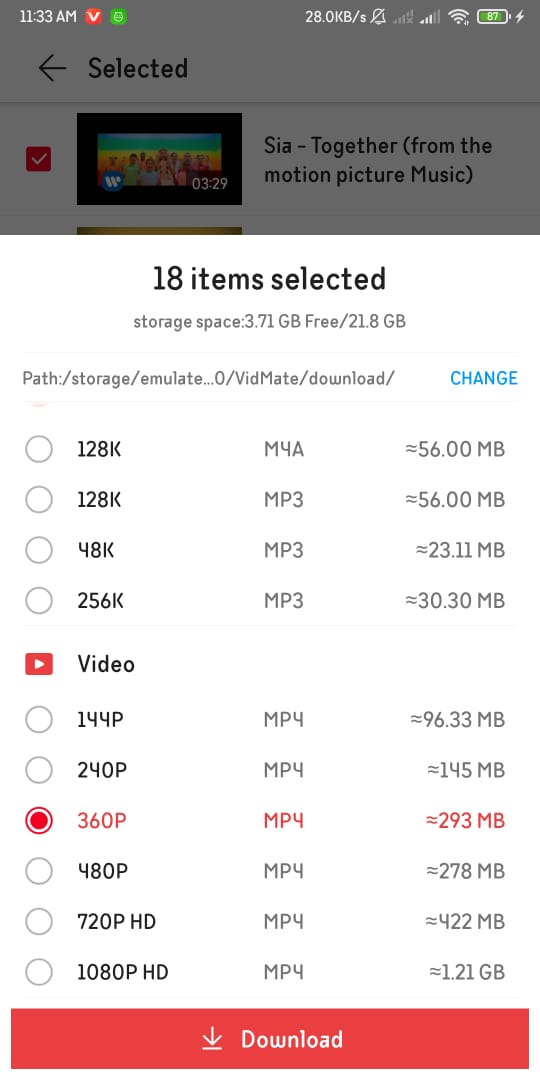 11:33 AM 28.0KB/s 87
Selected
03:29
Sia - Together (from the
motion picture Music)
18 items selected
storage space:3.71 GB Free/21.8 GB
Path:/storage/emulate...0/VidMate/download/ CHANGE
128K M4A ≈56.00 MB
128K MP3 ≈56.00 MB
48K MP3 ≈23.11 MB
256K MP3 ≈30.30 MB
Video
144P MP4 ≈96.33 MB
240P MP4 ≈145 MB
360P MP4 ≈293 MB
480P MP4 ≈278 MB
720P HD MP4 ≈422 MB
1080P HD MP4 ≈1.21 GB
Download